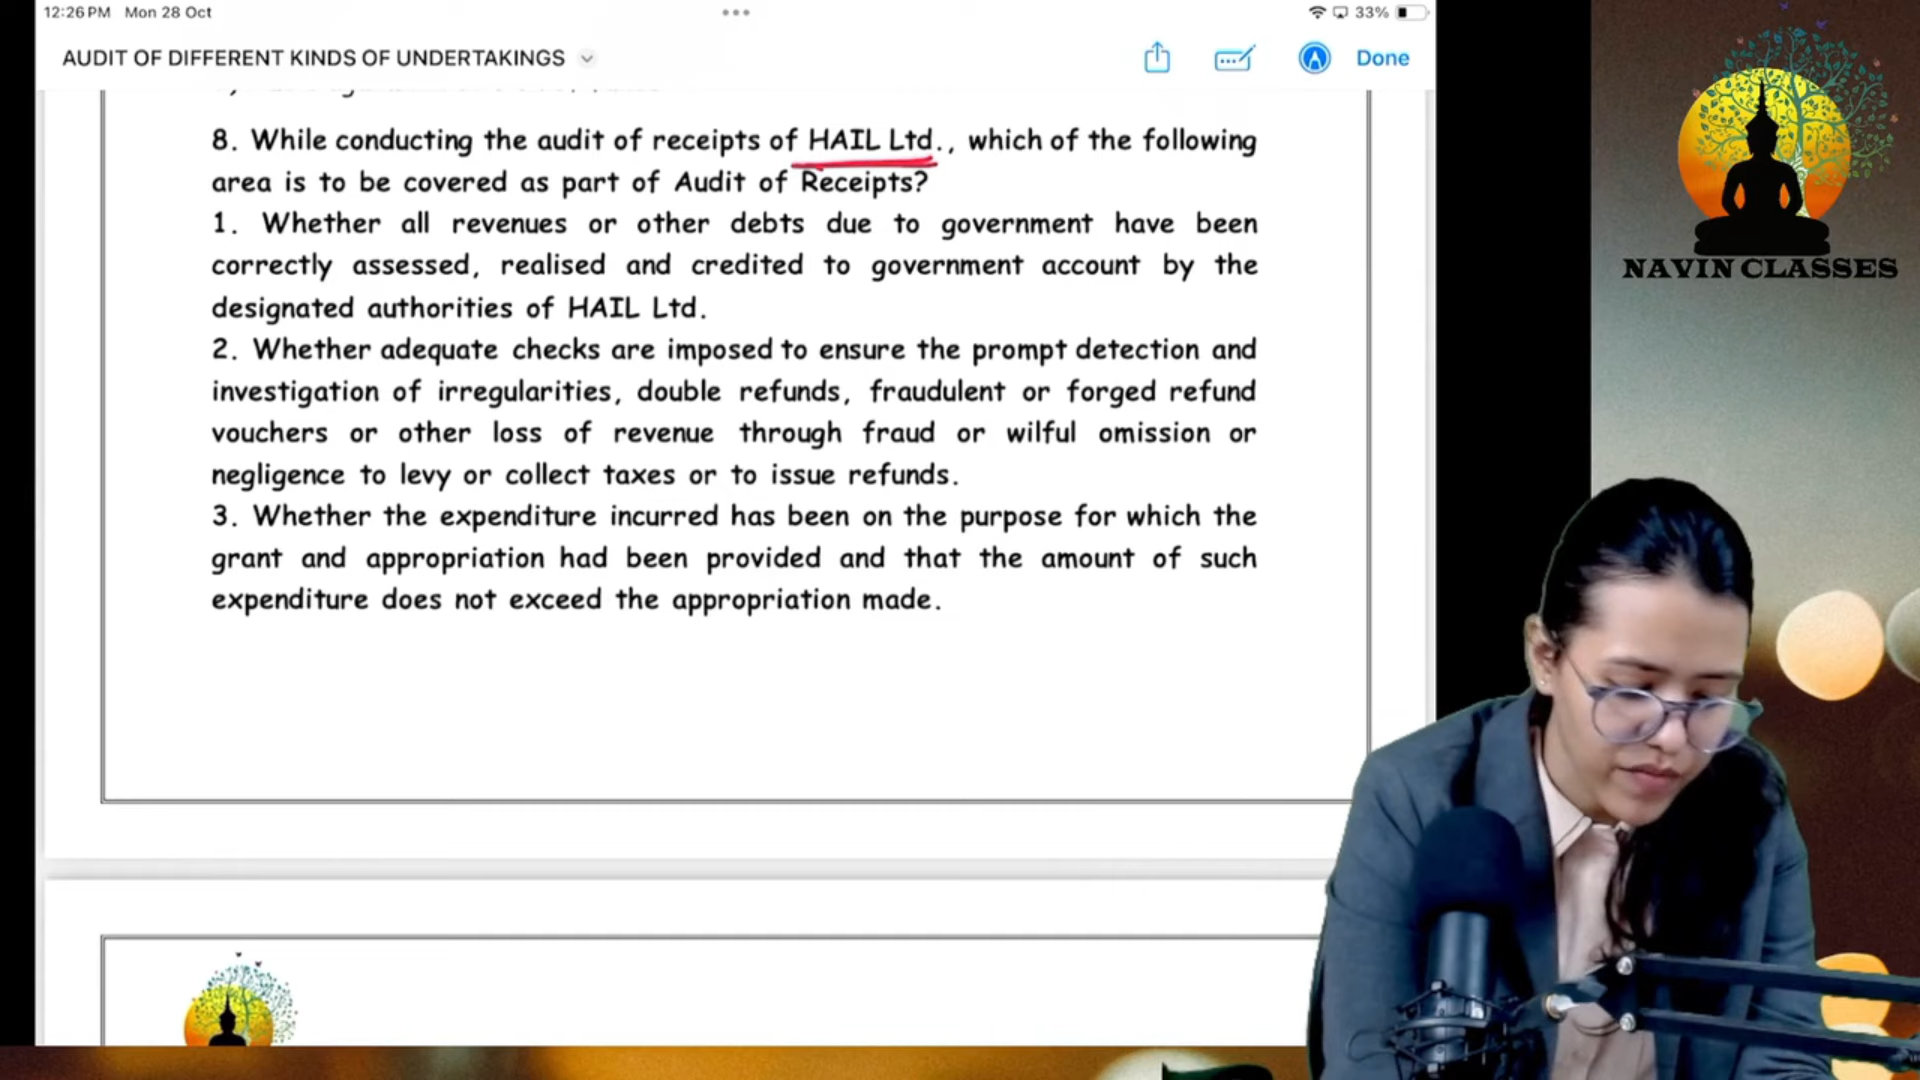 12:26 PM Mon 28 Oct
33%
AUDIT OF DIFFERENT KINDS OF UNDERTAKINGS
Done
8. While conducting the audit of receipts of HAIL Ltd., which of the following
area is to be covered as part of Audit of Receipts?
1. Whether all revenues or other debts due to government have been
correctly assessed, realised and credited to government account by the
designated authorities of HAIL Ltd.
2. Whether adequate checks are imposed to ensure the prompt detection and
investigation of irregularities, double refunds, fraudulent or forged refund
vouchers or other loss of revenue through fraud or wilful omission or
negligence to levy or collect taxes or to issue refunds.
3. Whether the expenditure incurred has been on the purpose for which the
grant and appropriation had been provided and that the amount of such
expenditure does not exceed the appropriation made.
NAVIN CLASSES